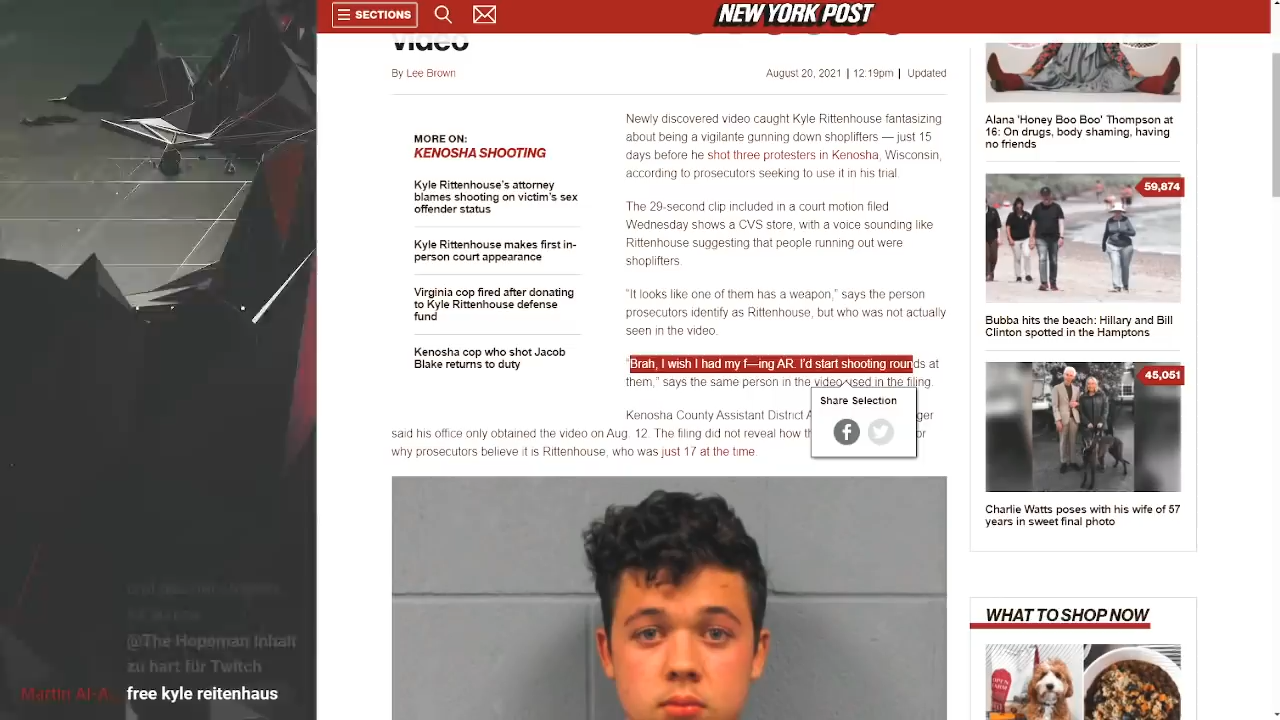 SECTIONS
NEW YORK POST
video
By Lee Brown
August 20, 2021 | 12:19pm | Updated
MORE ON:
KENOSHA SHOOTING
Kyle Rittenhouse's attorney
blames shooting on victim's sex
offender status
Kyle Rittenhouse makes first in-
person court appearance
Virginia cop fired after donating
to Kyle Rittenhouse defense
fund
Kenosha cop who shot Jacob
Blake returns to duty
Newly discovered video caught Kyle Rittenhouse fantasizing
about being a vigilante gunning down shoplifters — just 15
days before he shot three protesters in Kenosha, Wisconsin,
according to prosecutors seeking to use it in his trial.
The 29-second clip included in a court motion filed
Wednesday shows a CVS store, with a voice sounding like
Rittenhouse suggesting that people running out were
shoplifters.
"It looks like one of them has a weapon," says the person
prosecutors identify as Rittenhouse, but who was not actually
seen in the video.
"Brah, I wish I had my f—ing AR. I'd start shooting rounds at
them," says the same person in the video used in the filing.
Share Selection
Kenosha County Assistant District
said his office only obtained the video on Aug. 12. The filing did not reveal how
why prosecutors believe it is Rittenhouse, who was just 17 at the time.
Alana 'Honey Boo Boo' Thompson at
16: On drugs, body shaming, having
no friends
59,874
Bubba hits the beach: Hillary and Bill
Clinton spotted in the Hamptons
45,051
Charlie Watts poses with his wife of 57
years in sweet final photo
WHAT TO SHOP NOW
@The Hopoman Inhalt
zu hart für Twitch
Martin Al-A... free kyle reitenhaus